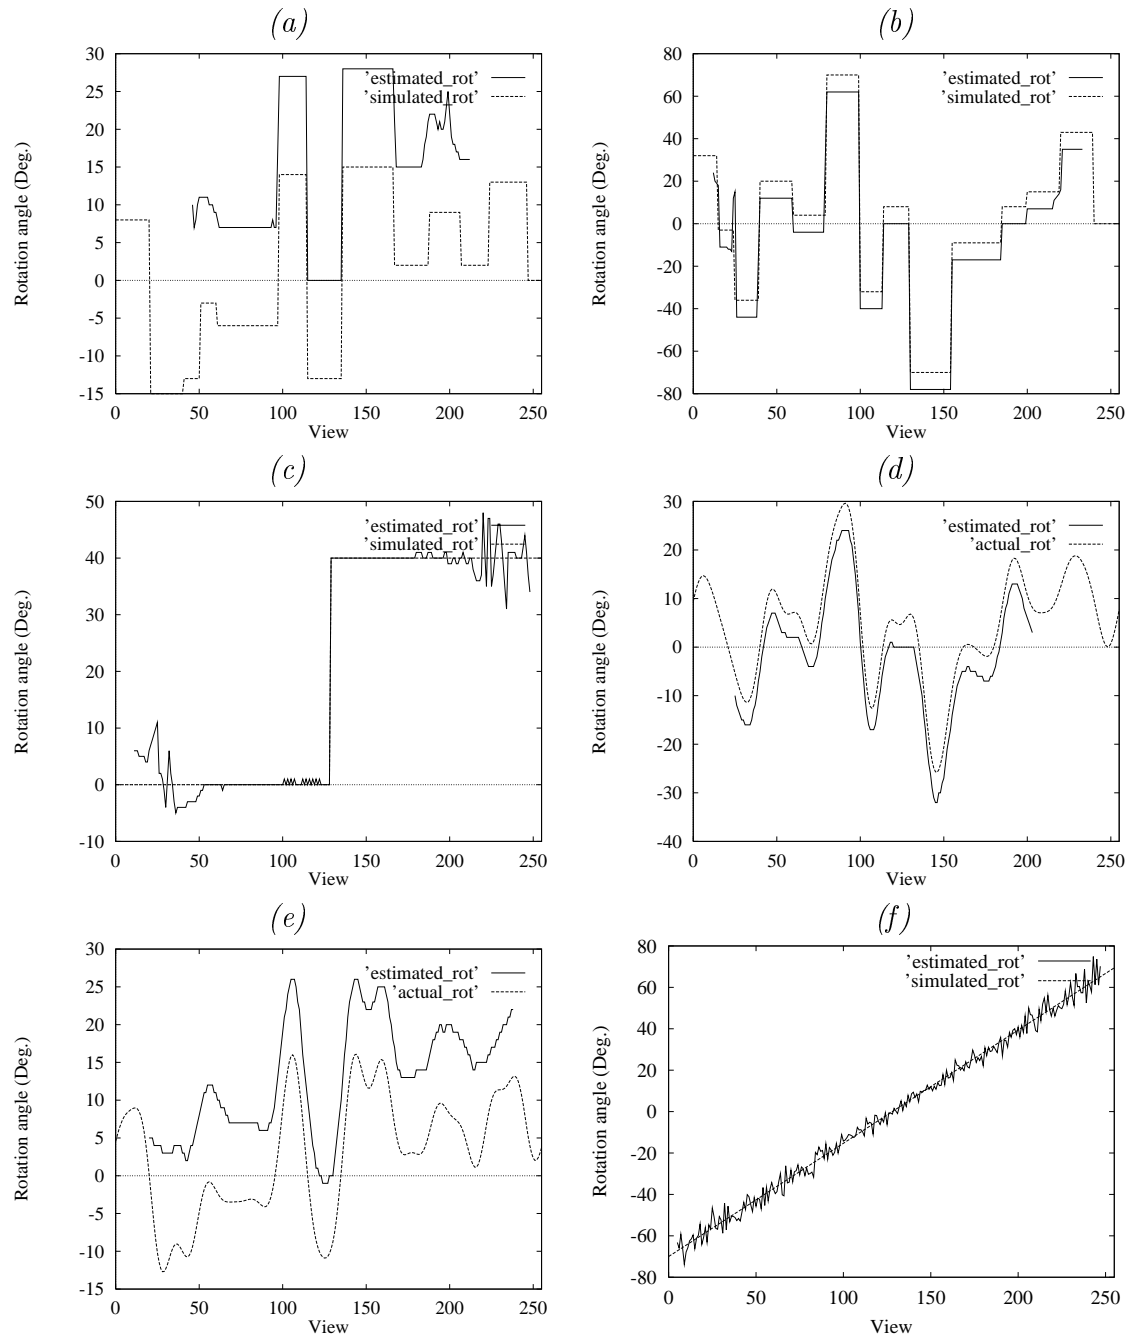 (a)
30
25
20
15
10
5
0
-5
-10
-15
0
50
100
150
200
250
View
Rotation angle (Deg.)
'estimated_rot'
'simulated_rot'
(b)
80
60
40
20
0
-20
-40
-60
-80
0
50
100
150
200
250
View
Rotation angle (Deg.)
'estimated_rot'
'simulated_rot'
(c)
50
40
30
20
10
0
-10
0
50
100
150
200
250
View
Rotation angle (Deg.)
'estimated_rot'
'simulated_rot'
(d)
30
20
10
0
-10
-20
-30
-40
0
50
100
150
200
250
View
Rotation angle (Deg.)
'estimated_rot'
'actual_rot'
(e)
30
25
20
15
10
5
0
-5
-10
-15
0
50
100
150
200
250
View
Rotation angle (Deg.)
'estimated_rot'
'actual_rot'
(f)
80
60
40
20
0
-20
-40
-60
-80
0
50
100
150
200
250
View
Rotation angle (Deg.)
'estimated_rot'
'simulated_rot'